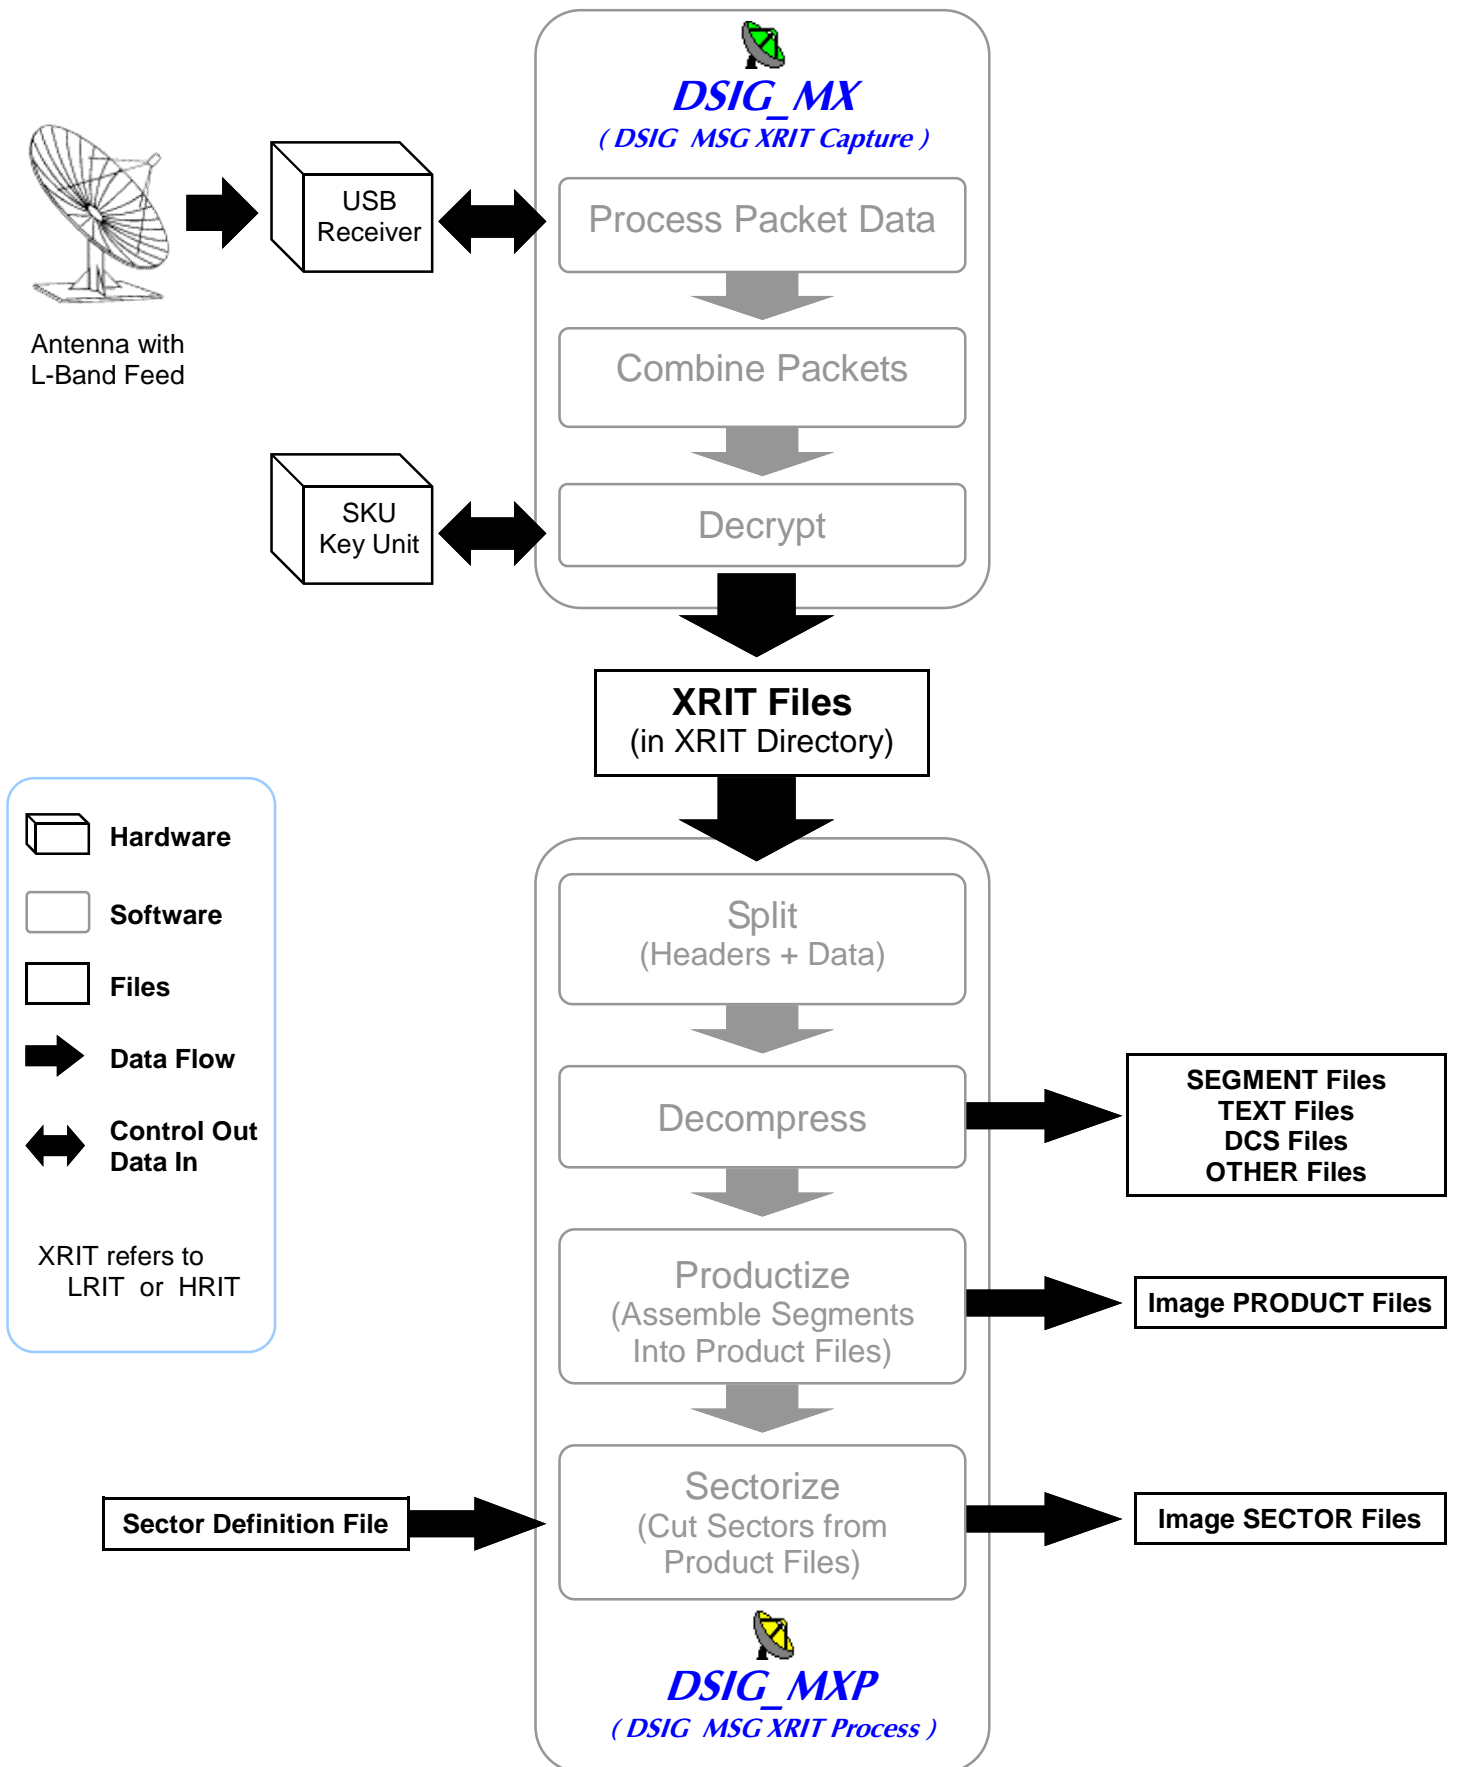 DSIG_MX
( DSIG MSG XRIT Capture )
USB
Receiver
Process Packet Data
Antenna with
L-Band Feed
Combine Packets
SKU
Key Unit
Decrypt
XRIT Files
(in XRIT Directory)
Hardware
Software
Files
Data Flow
Control Out
Data In
XRIT refers to
LRIT or HRIT
Split
(Headers + Data)
Decompress
SEGMENT Files
TEXT Files
DCS Files
OTHER Files
Productize
(Assemble Segments
Into Product Files)
Image PRODUCT Files
Sector Definition File
Sectorize
(Cut Sectors from
Product Files)
Image SECTOR Files
DSIG_MXP
( DSIG MSG XRIT Process )